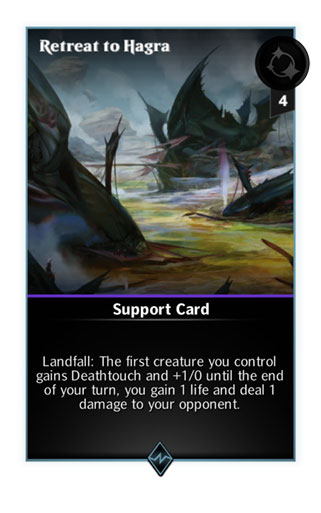 Retreat to Hagra
4
Support Card
Landfall: The first creature you control
gains Deathtouch and +1/0 until the end
of your turn, you gain 1 life and deal 1
damage to your opponent.